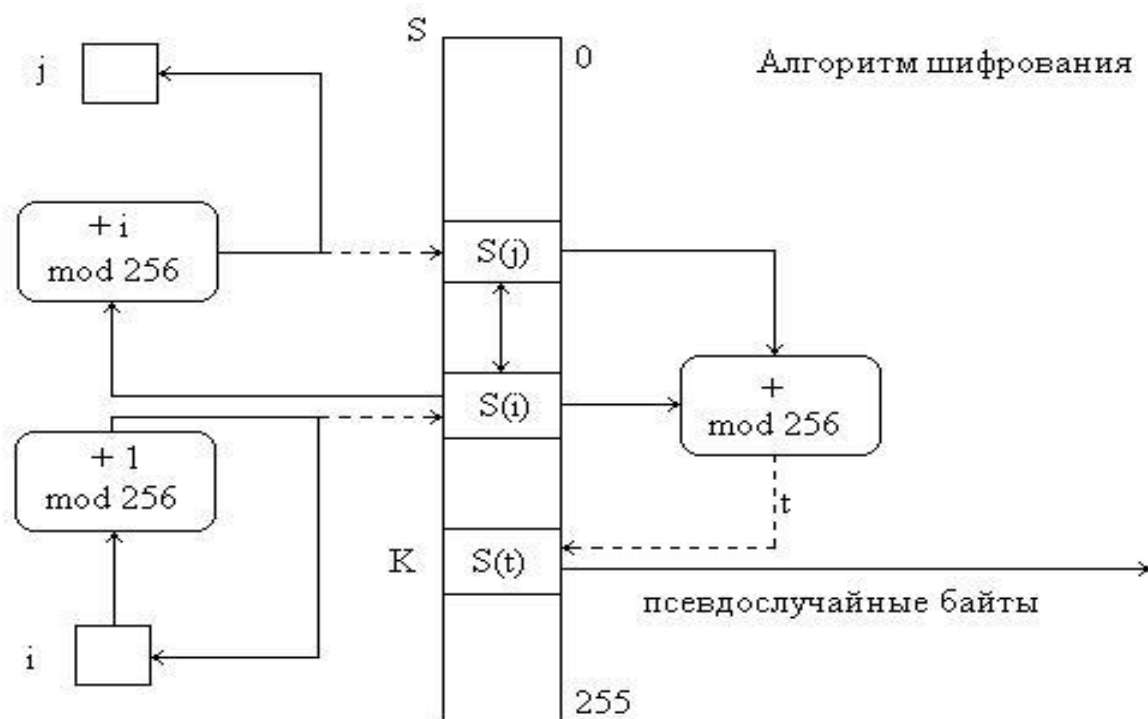 S
j
0
Алгоритм шифрования
+ i
mod 256
S(j)
S(i)
+
mod 256
+ 1
mod 256
t
K
S(t)
псевдослучайные байты
i
255